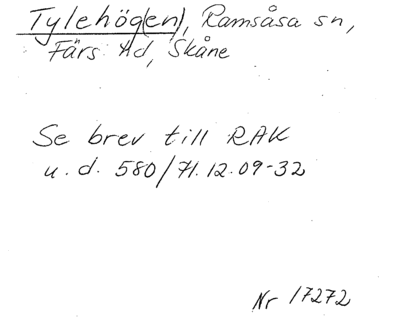 Tylehög(en), Ramsåsa sn,
Färs hd, Skåne
Se brev till RAK
u.d. 580/71.12.09-32
Nr 17272